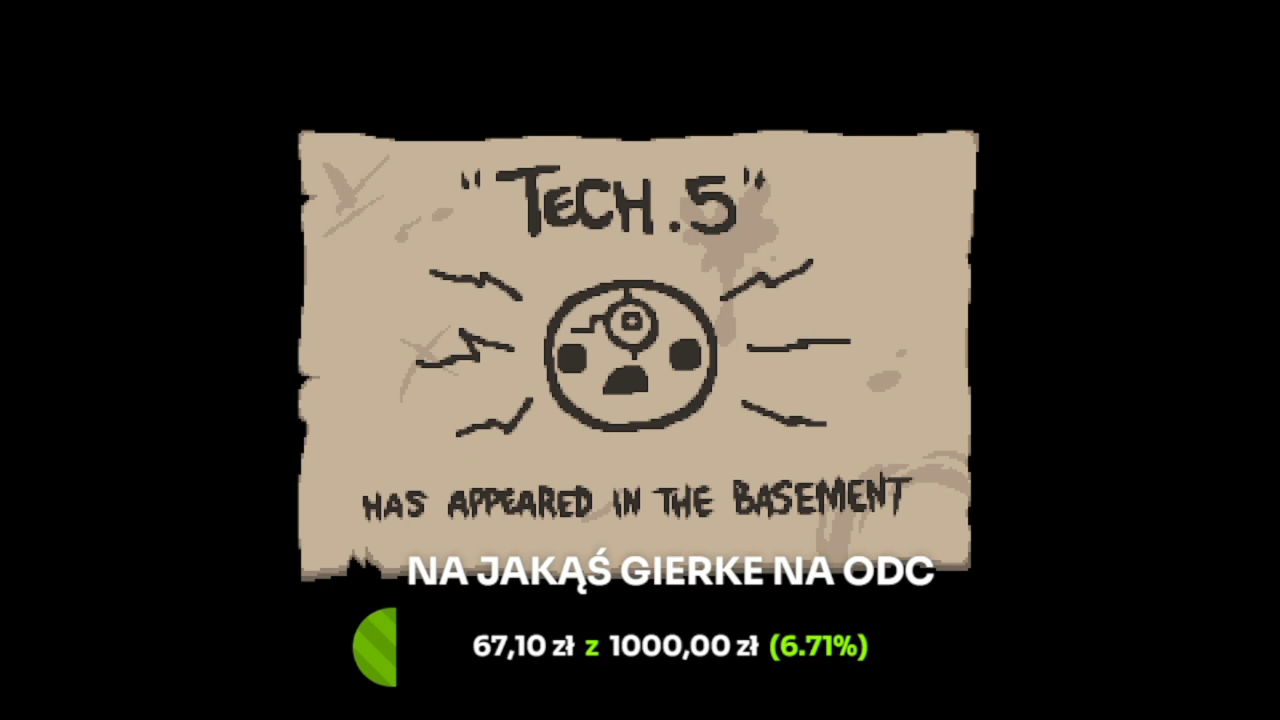 "TECH .5"
HAS APPEARED IN THE BASEMENT
NA JAKĄŚ GIERKE NA ODC
67,10 zł z 1000,00 zł (6.71%)